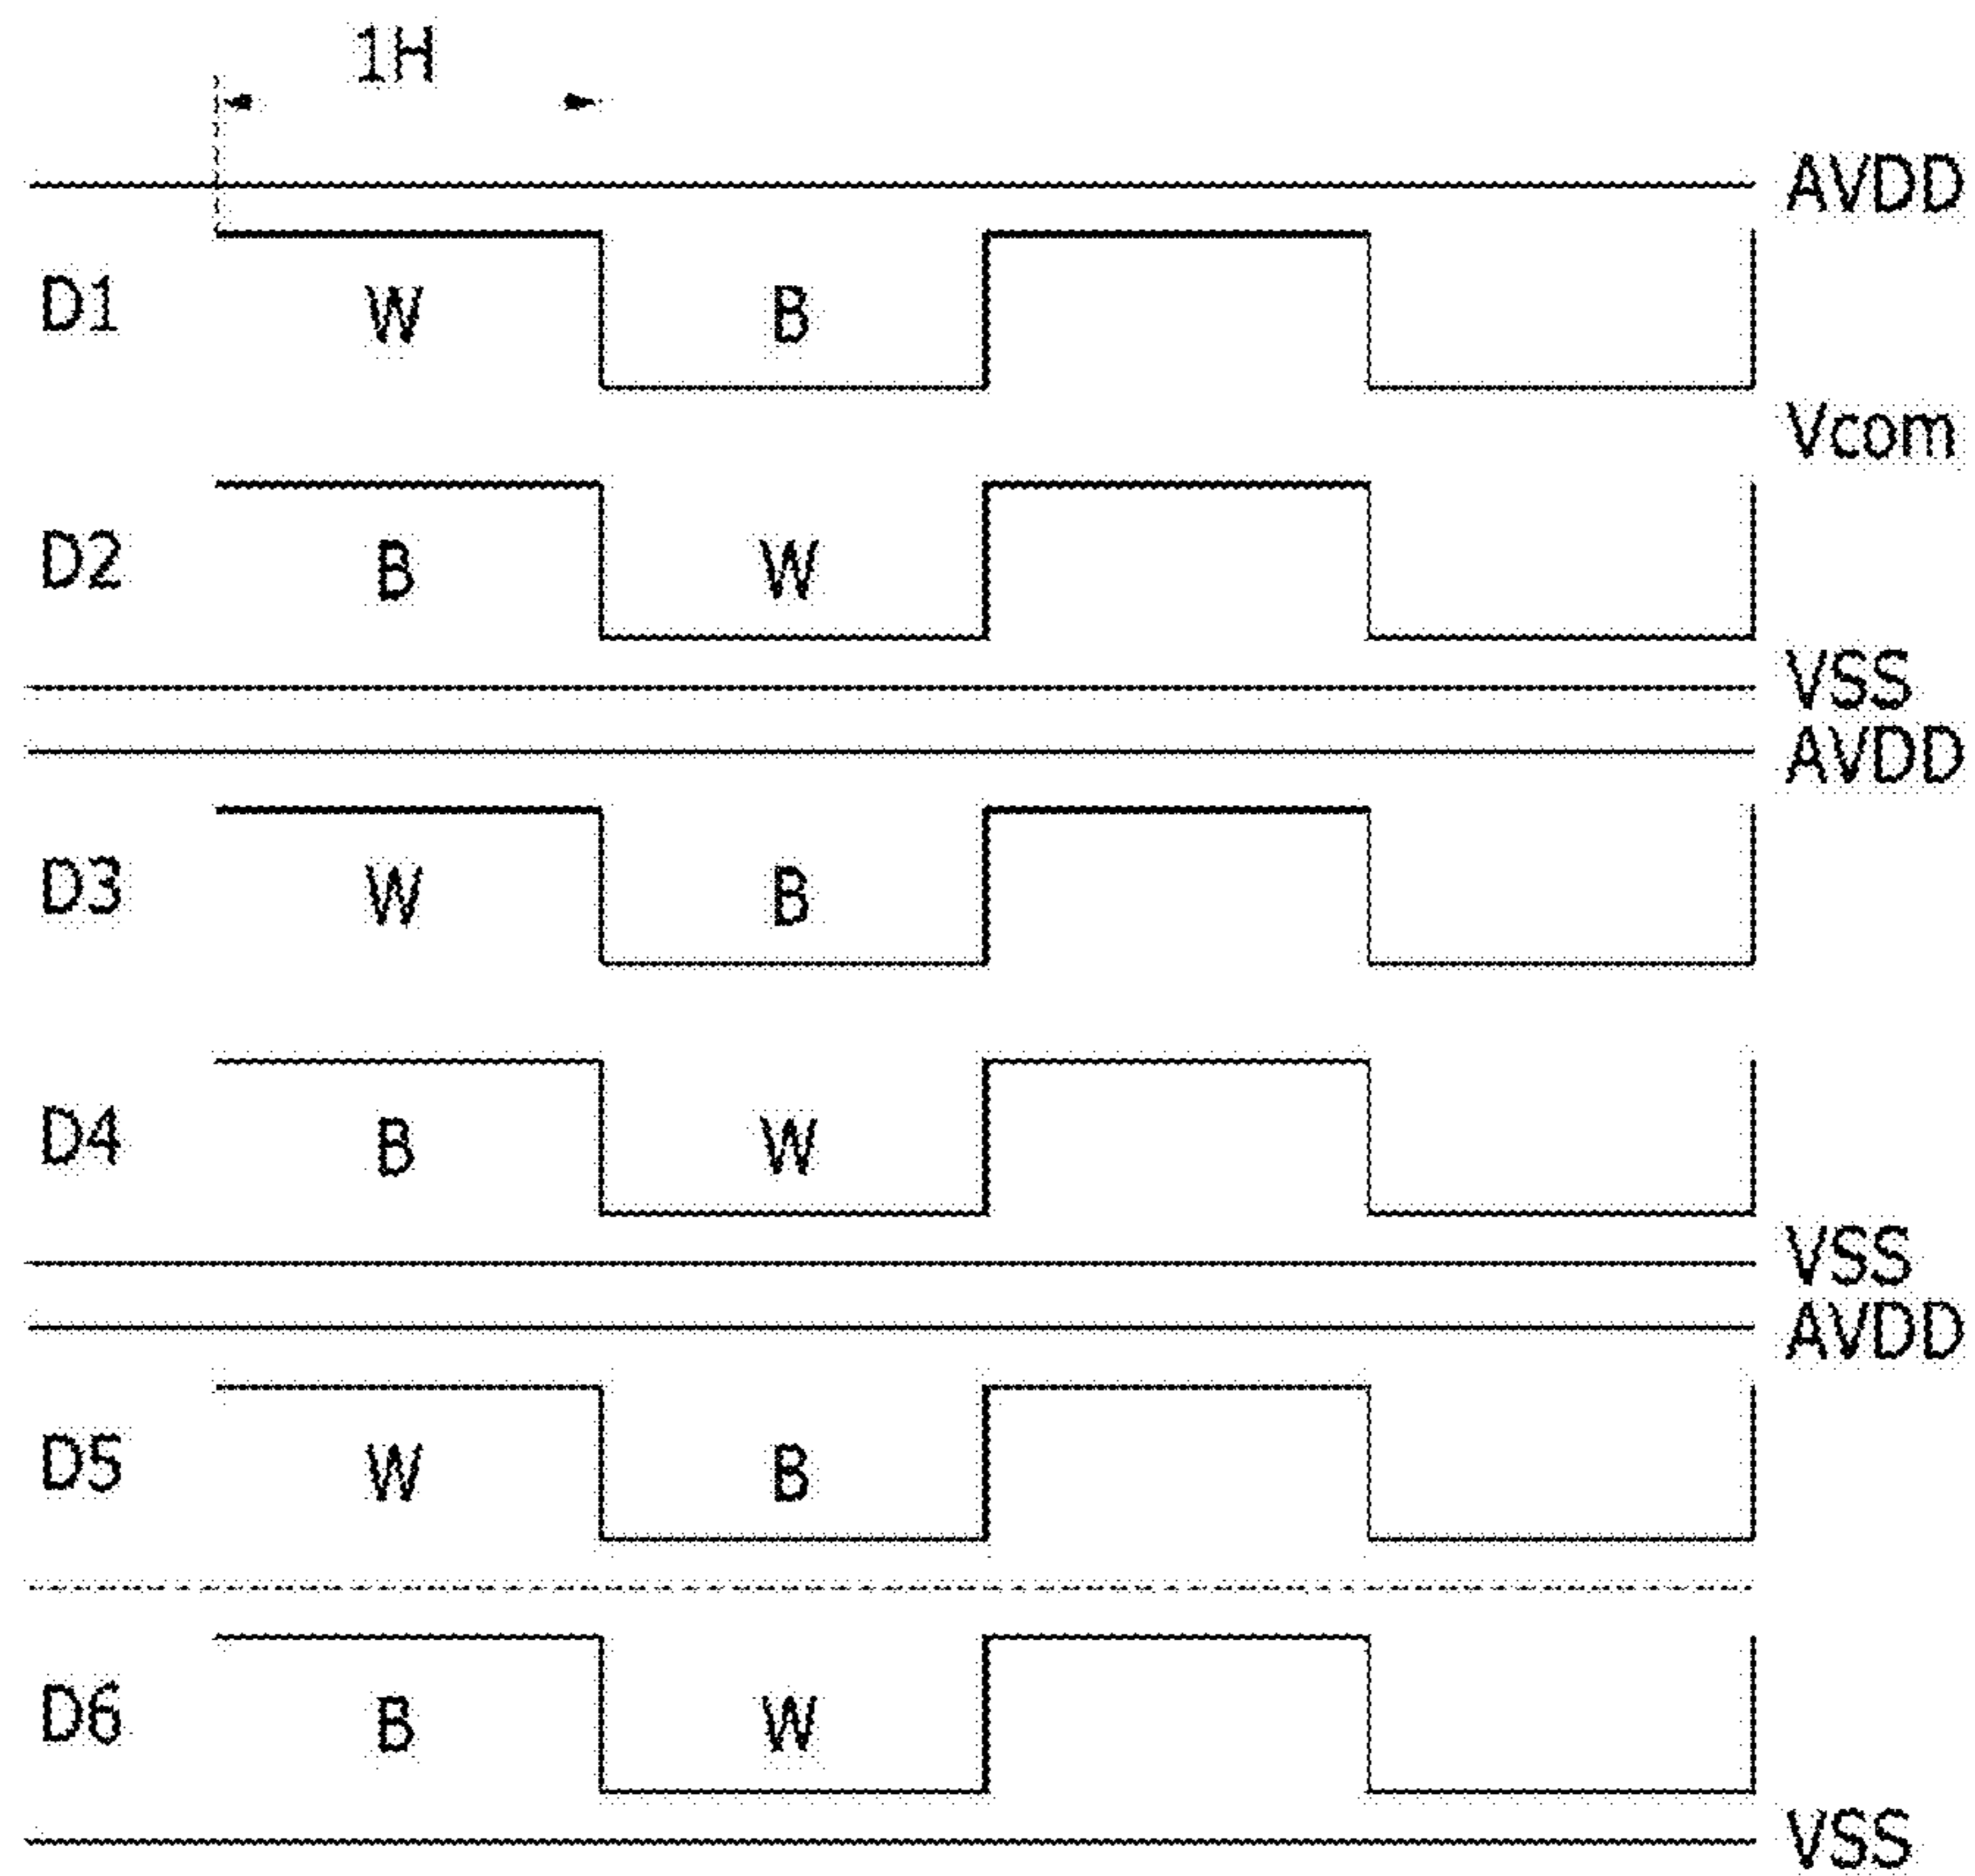 1H
AVDD
D1 W B
Vcom
D2 B W
VSS
AVDD
D3 W B
D4 B W
VSS
AVDD
D5 W B
D6 B W
VSS